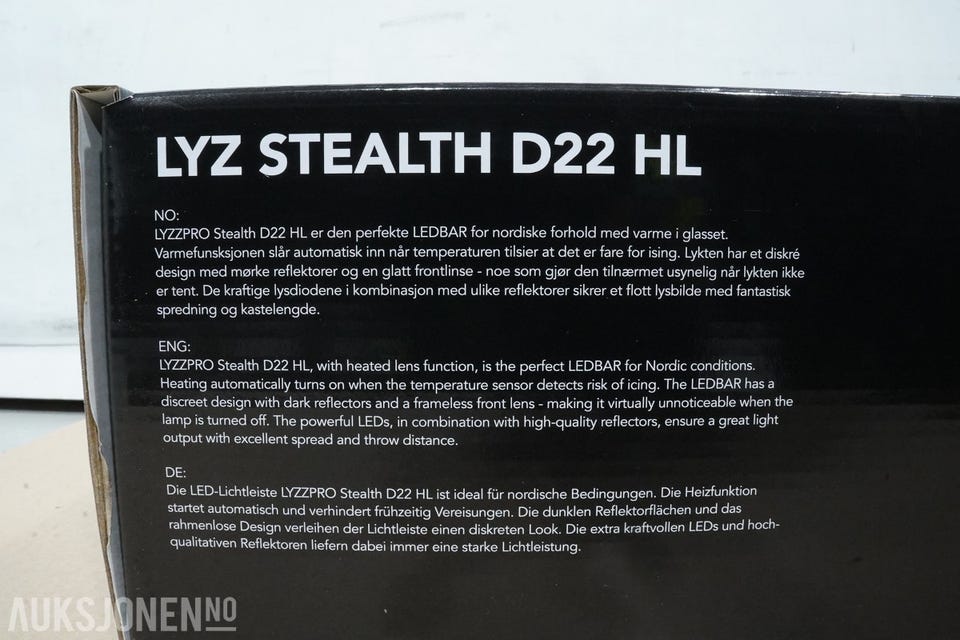 LYZ STEALTH D22 HL
NO:
LYZZPRO Stealth D22 HL er den perfekte LEDBAR for nordiske forhold med varme i glasset.
Varmefunsksjonen slår automatisk inn når temperaturen tilsier at det er fare for ising. Lykten har et diskré
design med mørke reflektorer og en glatt frontlinse - noe som gjør den tilnærmet usynelig når lykten ikke
er tent. De kraftige lysdiodene i kombinasjon med ulike reflektorer sikrer et flott lysbilde med fantastisk
spredning og kastelengde.
ENG:
LYZZPRO Stealth D22 HL, with heated lens function, is the perfect LEDBAR for Nordic conditions.
Heating automatically turns on when the temperature sensor detects risk of icing. The LEDBAR has a
discreet design with dark reflectors and a frameless front lens - making it virtually unnoticeable when the
lamp is turned off. The powerful LEDs, in combination with high-quality reflectors, ensure a great light
output with excellent spread and throw distance.
DE:
Die LED-Lichtleiste LYZZPRO Stealth D22 HL ist ideal für nordische Bedingungen. Die Heizfunktion
startet automatisch und verhindert frühzeitig Vereisungen. Die dunklen Reflektorflächen und das
rahmenlose Design verleihen der Lichtleiste einen diskreten Look. Die extra kraftvollen LEDs und hoch-
qualitativen Reflektoren liefern dabei immer eine starke Lichtleistung.
AUKSJONEN.NO